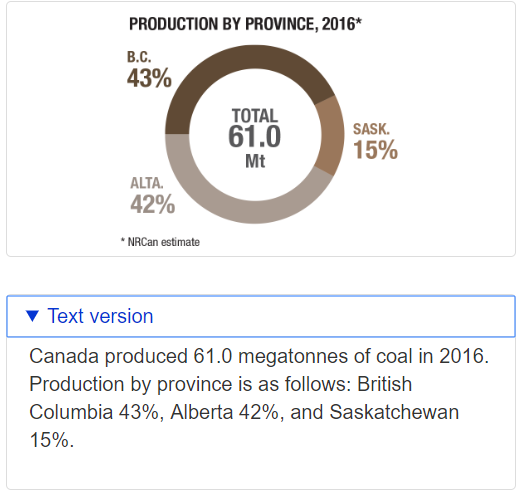 PRODUCTION BY PROVINCE, 2016*
B.C.
43%
TOTAL
61.0
Mt
SASK.
15%
ALTA.
42%
* NRCan estimate
▼ Text version
Canada produced 61.0 megatonnes of coal in 2016.
Production by province is as follows: British
Columbia 43%, Alberta 42%, and Saskatchewan
15%.